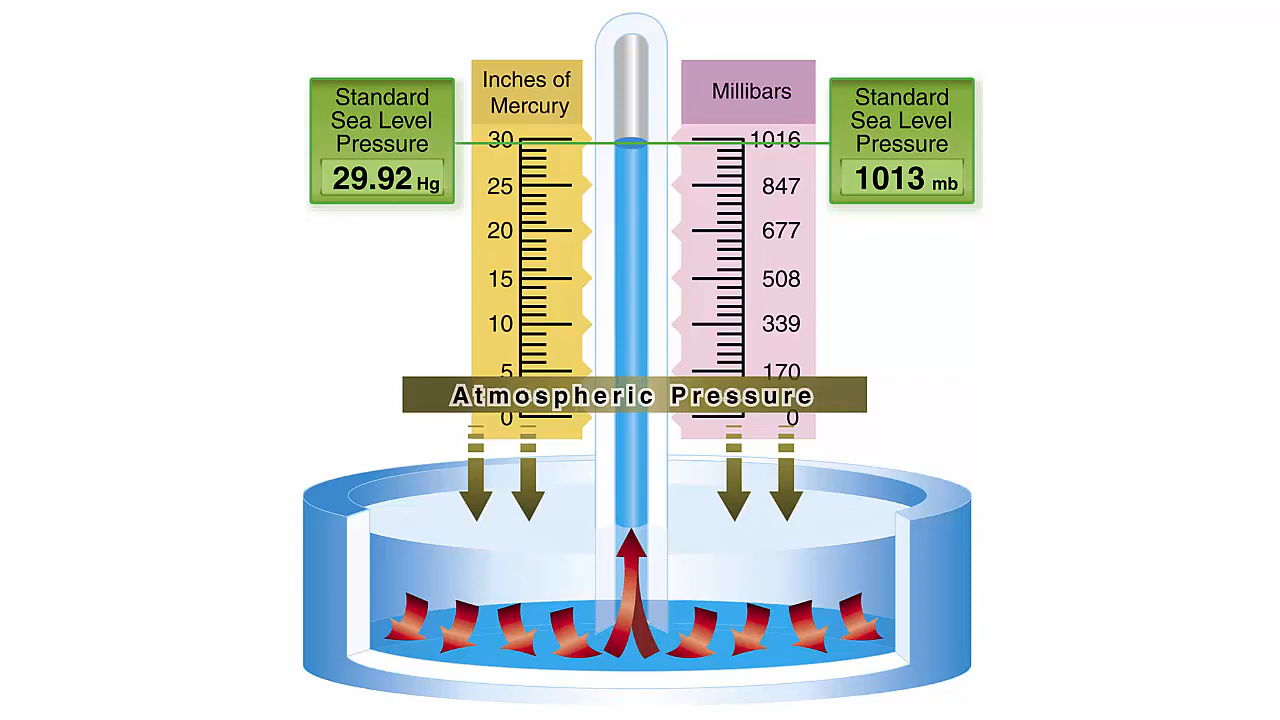 Standard
Sea Level
Pressure
29.92 Hg
Inches of
Mercury
30
25
20
15
10
5
0
Millibars
1016
847
677
508
339
170
0
Standard
Sea Level
Pressure
1013 mb
Atmospheric Pressure